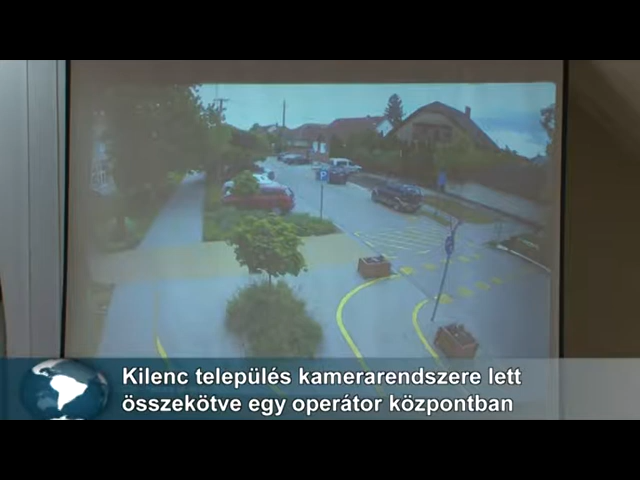 P
Kilenc település kamerarendszere lett
összekötve egy operátor központban